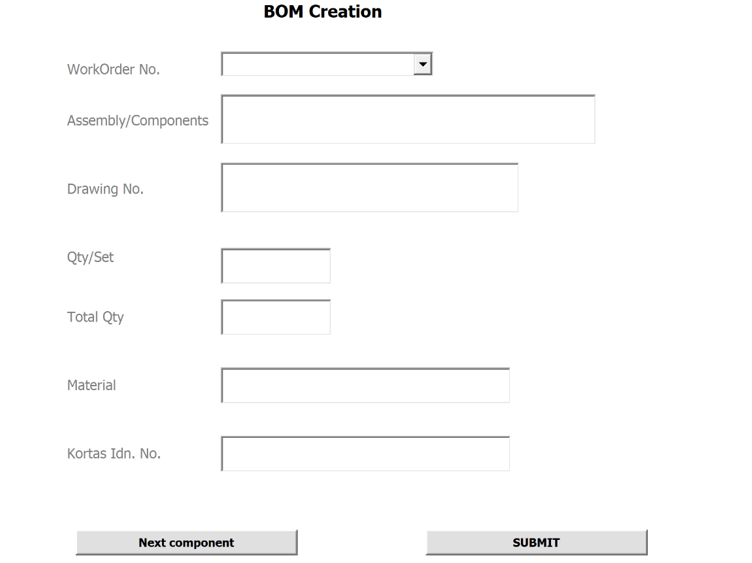 BOM Creation
WorkOrder No.
Assembly/Components
Drawing No.
Qty/Set
Total Qty
Material
Kortas Idn. No.
Next component
SUBMIT